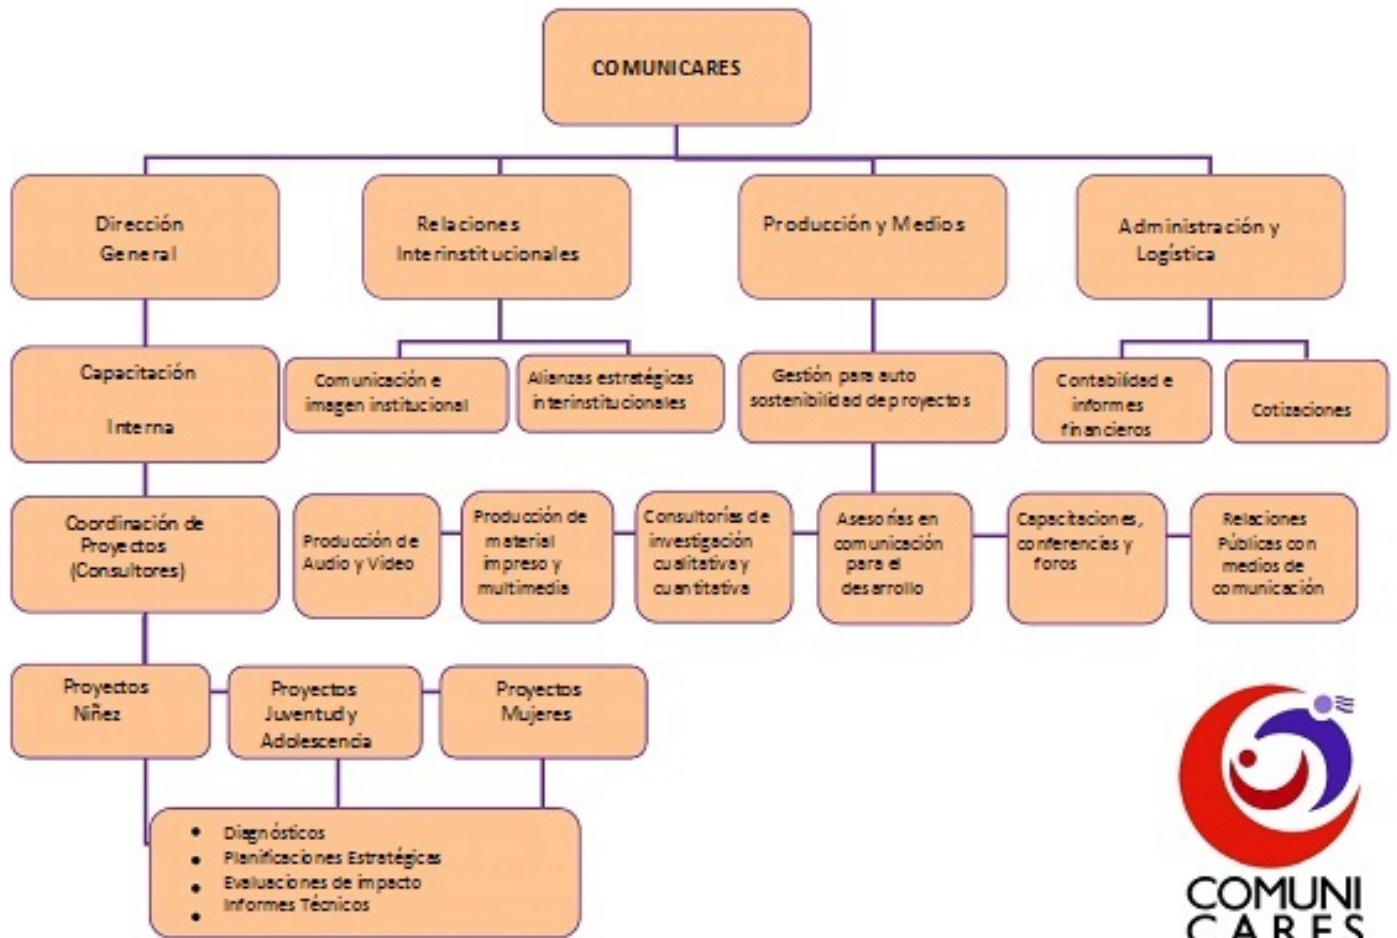 COMUNICARES
Dirección
General
Relaciones
Interinstitucionales
Producción y Medios
Administración y
Logística
Capacitación
Interna
Comunicación e
imagen institucional
Alianzas estratégicas
interinstitucionales
Gestión para auto
sostenibilidad de proyectos
Contabilidad e
informes
financieros
Cotizaciones
Coordinación de
Proyectos
(Consultores)
Producción de
Audio y Video
Producción de
material
impreso y
multimedia
Consultorías de
investigación
cualitativa y
cuantitativa
Asesorías en
comunicación
para el
desarrollo
Capacitaciones,
conferencias y
foros
Relaciones
Públicas con
medios de
comunicación
Proyectos
Niñez
Proyectos
Juventud y
Adolescencia
Proyectos
Mujeres
• Diagnósticos
• Planificaciones Estratégicas
• Evaluaciones de impacto
• Informes Técnicos
COMUNI
CARES